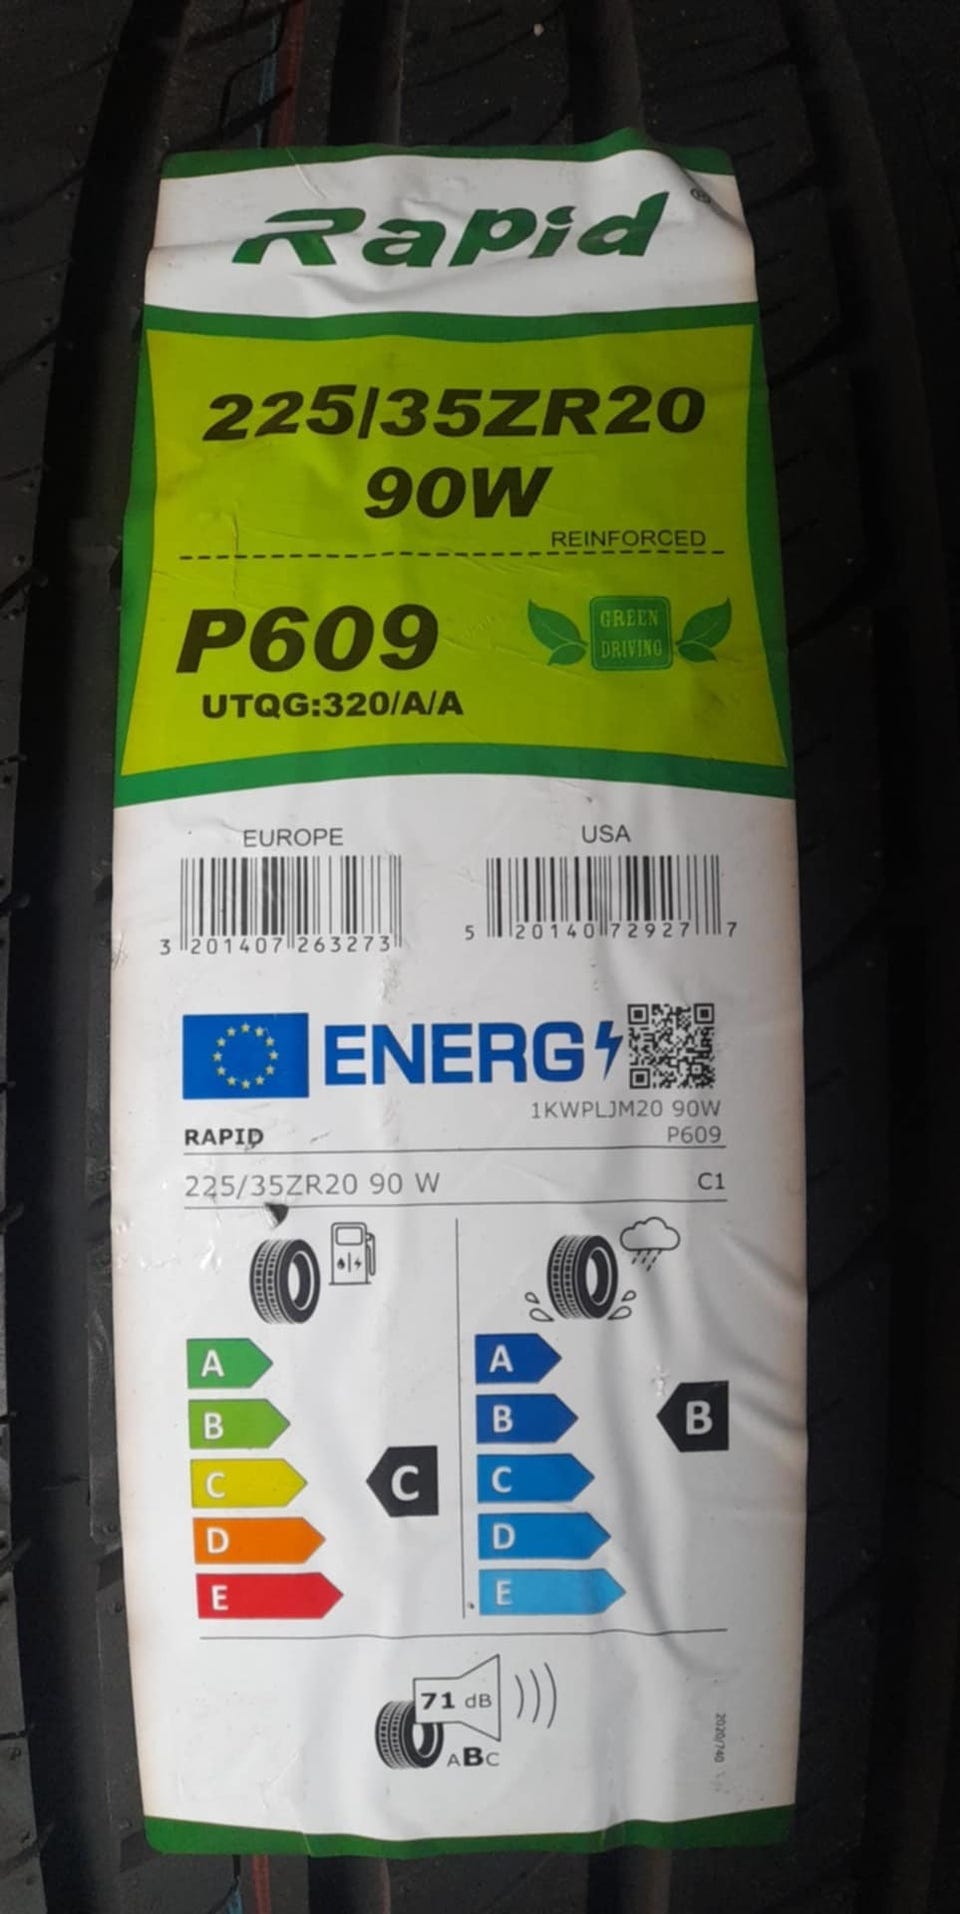 Rapid®
225/35ZR20
90W
REINFORCED
P609
GREEN
DRIVING
UTQG:320/A/A
EUROPE
USA
3 201407 263273
5 20140 72927 7
ENERG
1KWPLJM20 90W
RAPID
P609
225/35ZR20 90 W
C1
A
B
C
D
E
C
A
B
C
D
E
B
71 dB
ABC
2020/740